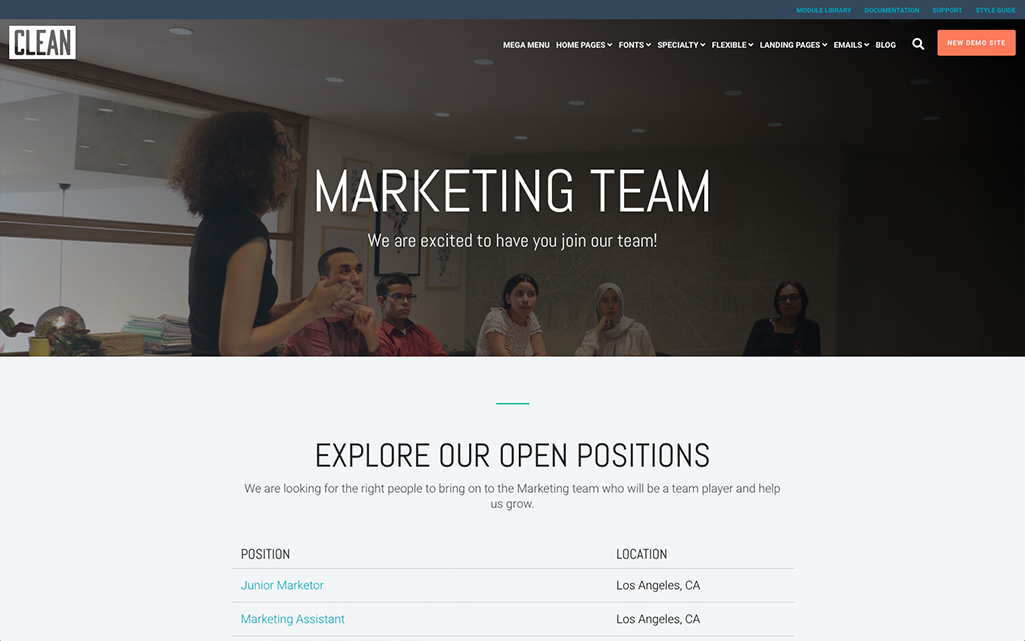 MODULE LIBRARY DOCUMENTATION SUPPORT STYLE GUIDE
CLEAN
MEGA MENU HOME PAGES FONTS SPECIALTY FLEXIBLE LANDING PAGES EMAILS BLOG
NEW DEMO SITE
MARKETING TEAM
We are excited to have you join our team!
EXPLORE OUR OPEN POSITIONS
We are looking for the right people to bring on to the Marketing team who will be a team player and help
us grow.
POSITION LOCATION
Junior Marketor Los Angeles, CA
Marketing Assistant Los Angeles, CA